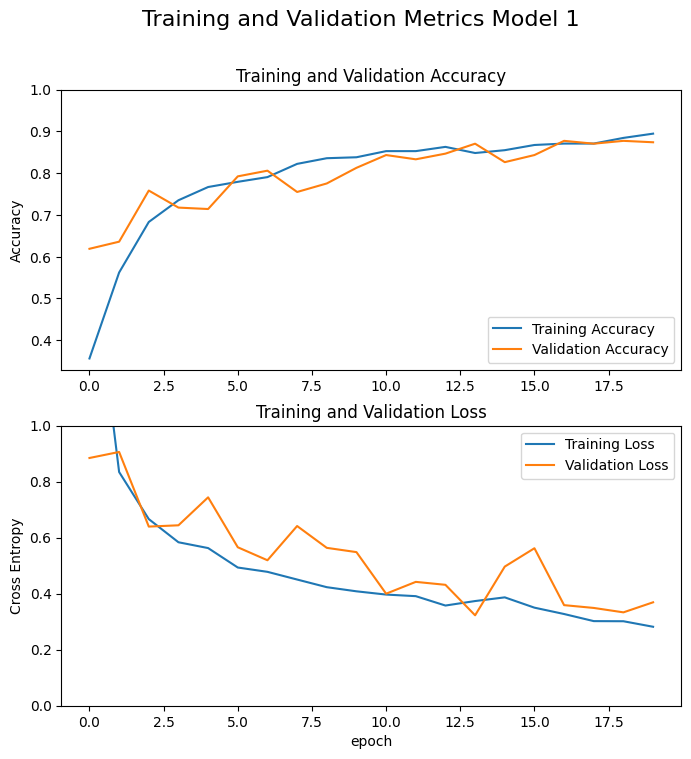 Training and Validation Metrics Model 1
Training and Validation Accuracy
1.0
0.9
0.8
0.7
0.6
0.5
0.4
Accuracy
Training Accuracy
Validation Accuracy
0.0 2.5 5.0 7.5 10.0 12.5 15.0 17.5
Training and Validation Loss
1.0
0.8
0.6
0.4
0.2
0.0
Cross Entropy
Training Loss
Validation Loss
0.0 2.5 5.0 7.5 10.0 12.5 15.0 17.5
epoch